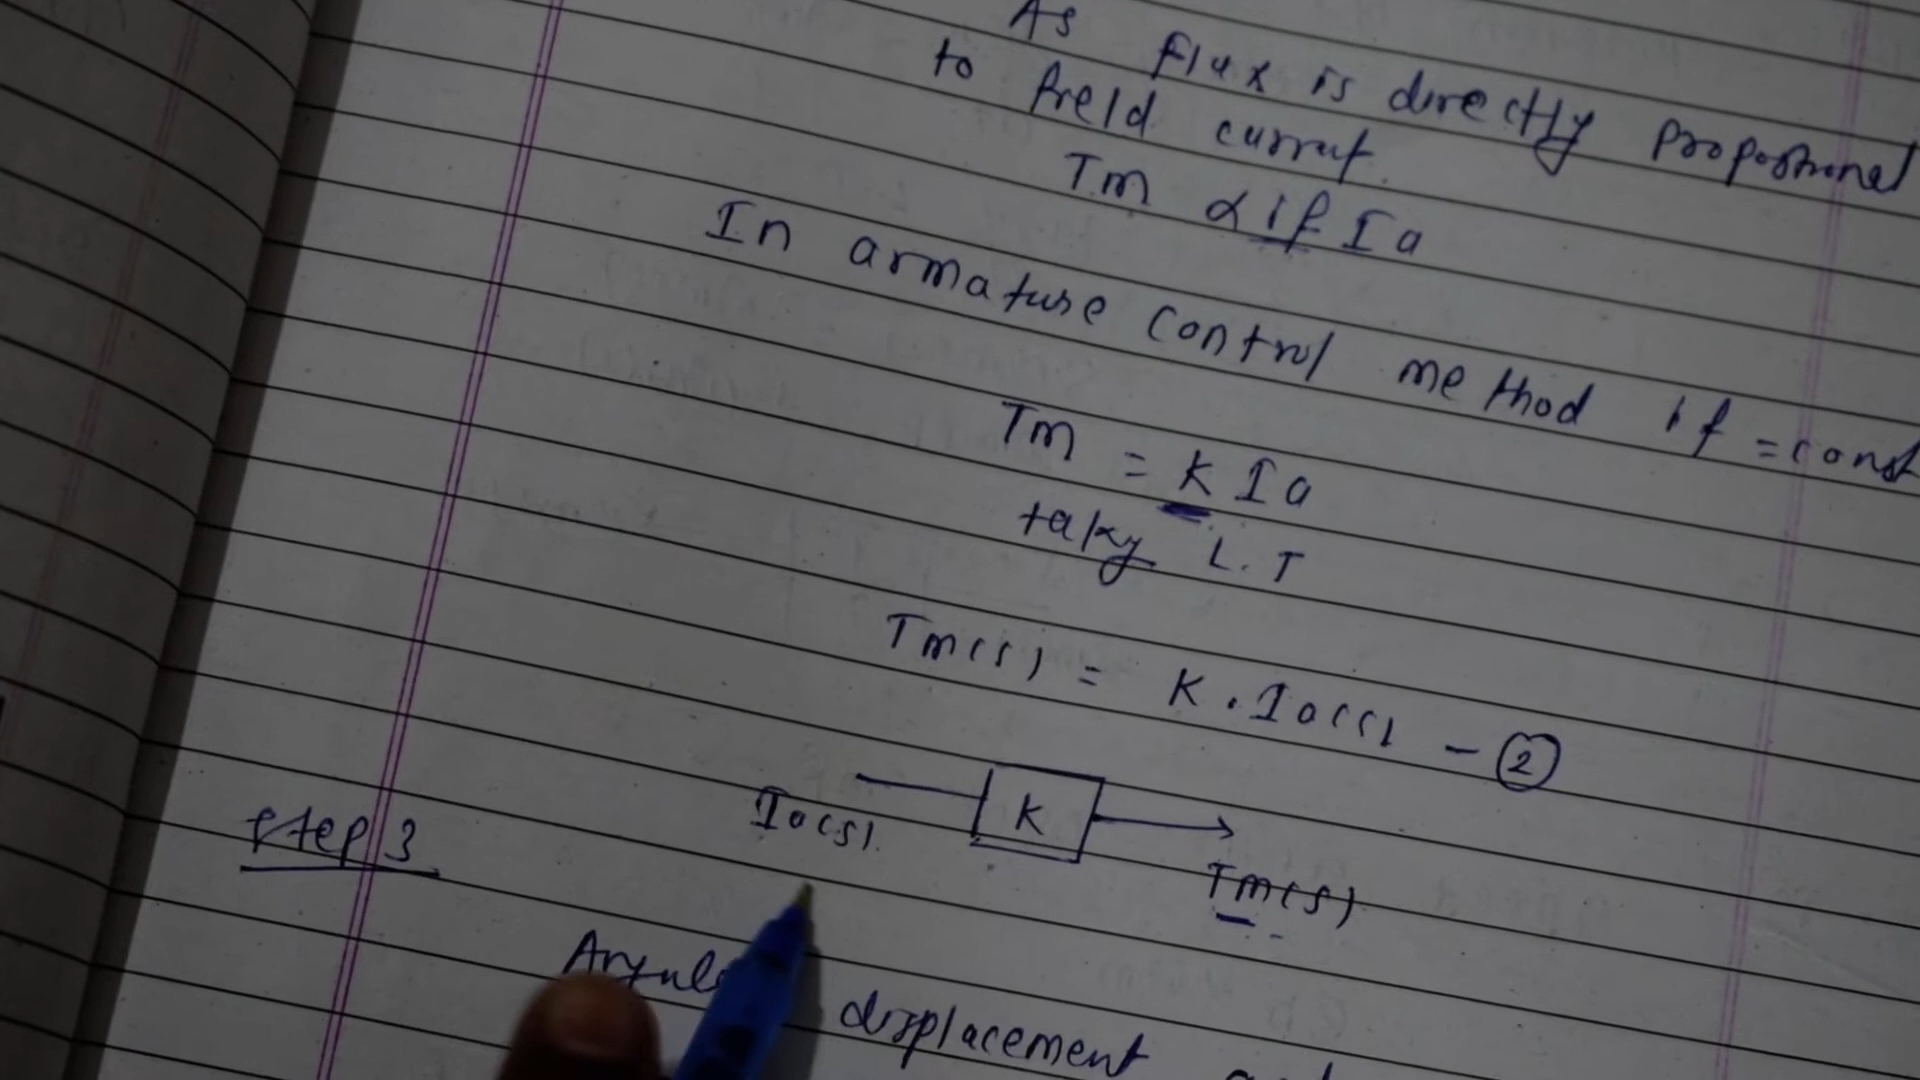 As flux is directly proportional
to field current.
Tm α if Ia
In armature control method if = const
Tm = K Ia
taky L.T
Tm(s) = K . Ia(s) - ②
Ia(s). K Tm(s)
Step 3
displacement